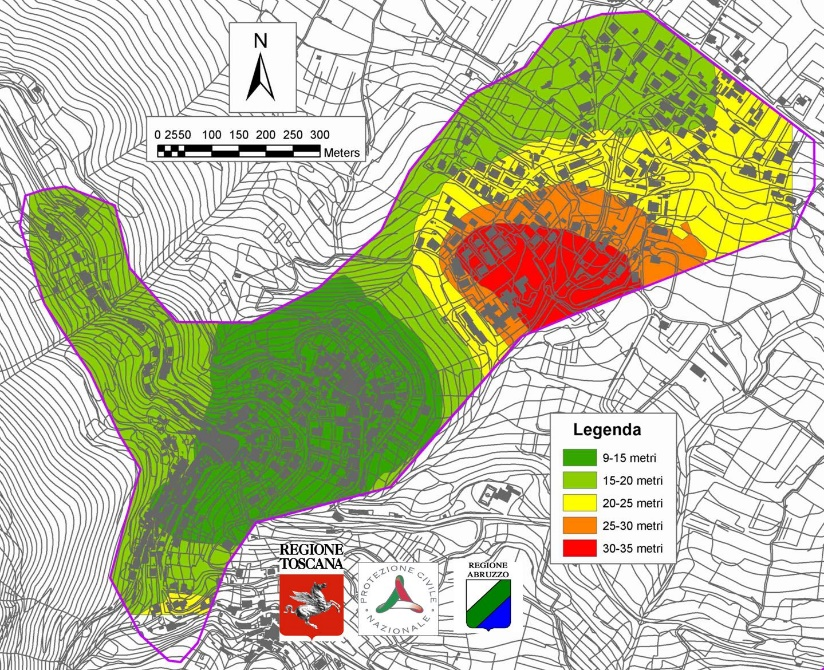 N
0 2550 100 150 200 250 300
Meters
Legenda
9-15 metri
15-20 metri
20-25 metri
25-30 metri
30-35 metri
REGIONE
TOSCANA
PROTEZIONE CIVILE
NAZIONALE
REGIONE
ABRUZZO